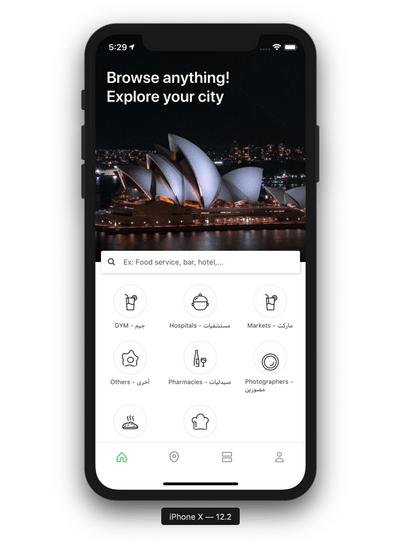 5:29
Browse anything!
Explore your city
Ex: Food service, bar, hotel,...
GYM - جيم
Hospitals - مستشفيات
Markets - ماركت
Others - أخرى
Pharmacies - صيدليات
Photographers -
مصورين
iPhone X — 12.2